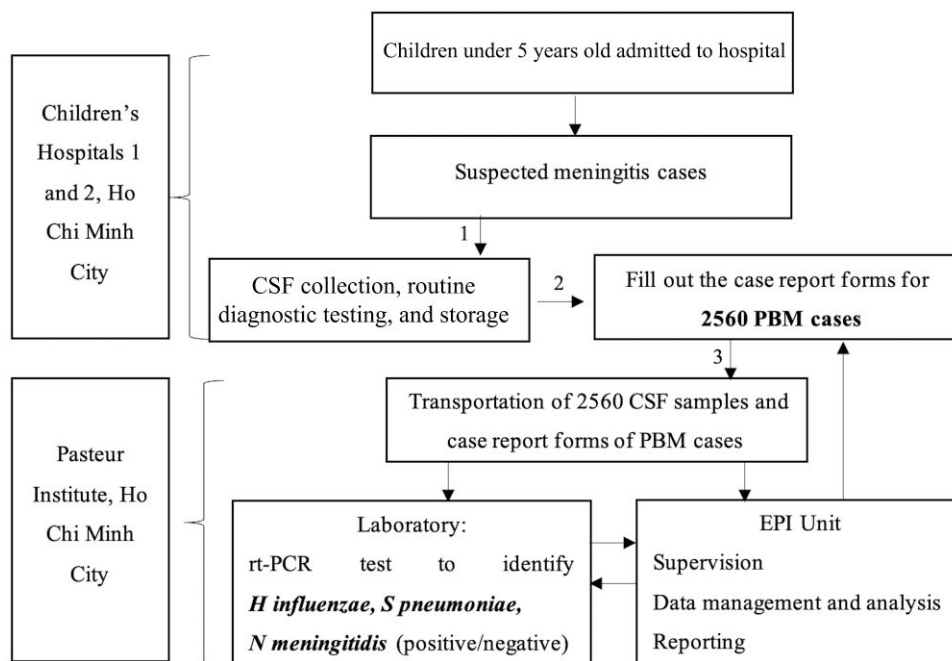 Children under 5 years old admitted to hospital
Children’s
Hospitals 1
and 2, Ho
Chi Minh
City
Suspected meningitis cases
1
CSF collection, routine
diagnostic testing, and storage
2
Fill out the case report forms for
2560 PBM cases
3
Transportation of 2560 CSF samples and
case report forms of PBM cases
Pasteur
Institute, Ho
Chi Minh
City
Laboratory:
rt-PCR test to identify
H influenzae, S pneumoniae,
N meningitidis (positive/negative)
EPI Unit
Supervision
Data management and analysis
Reporting